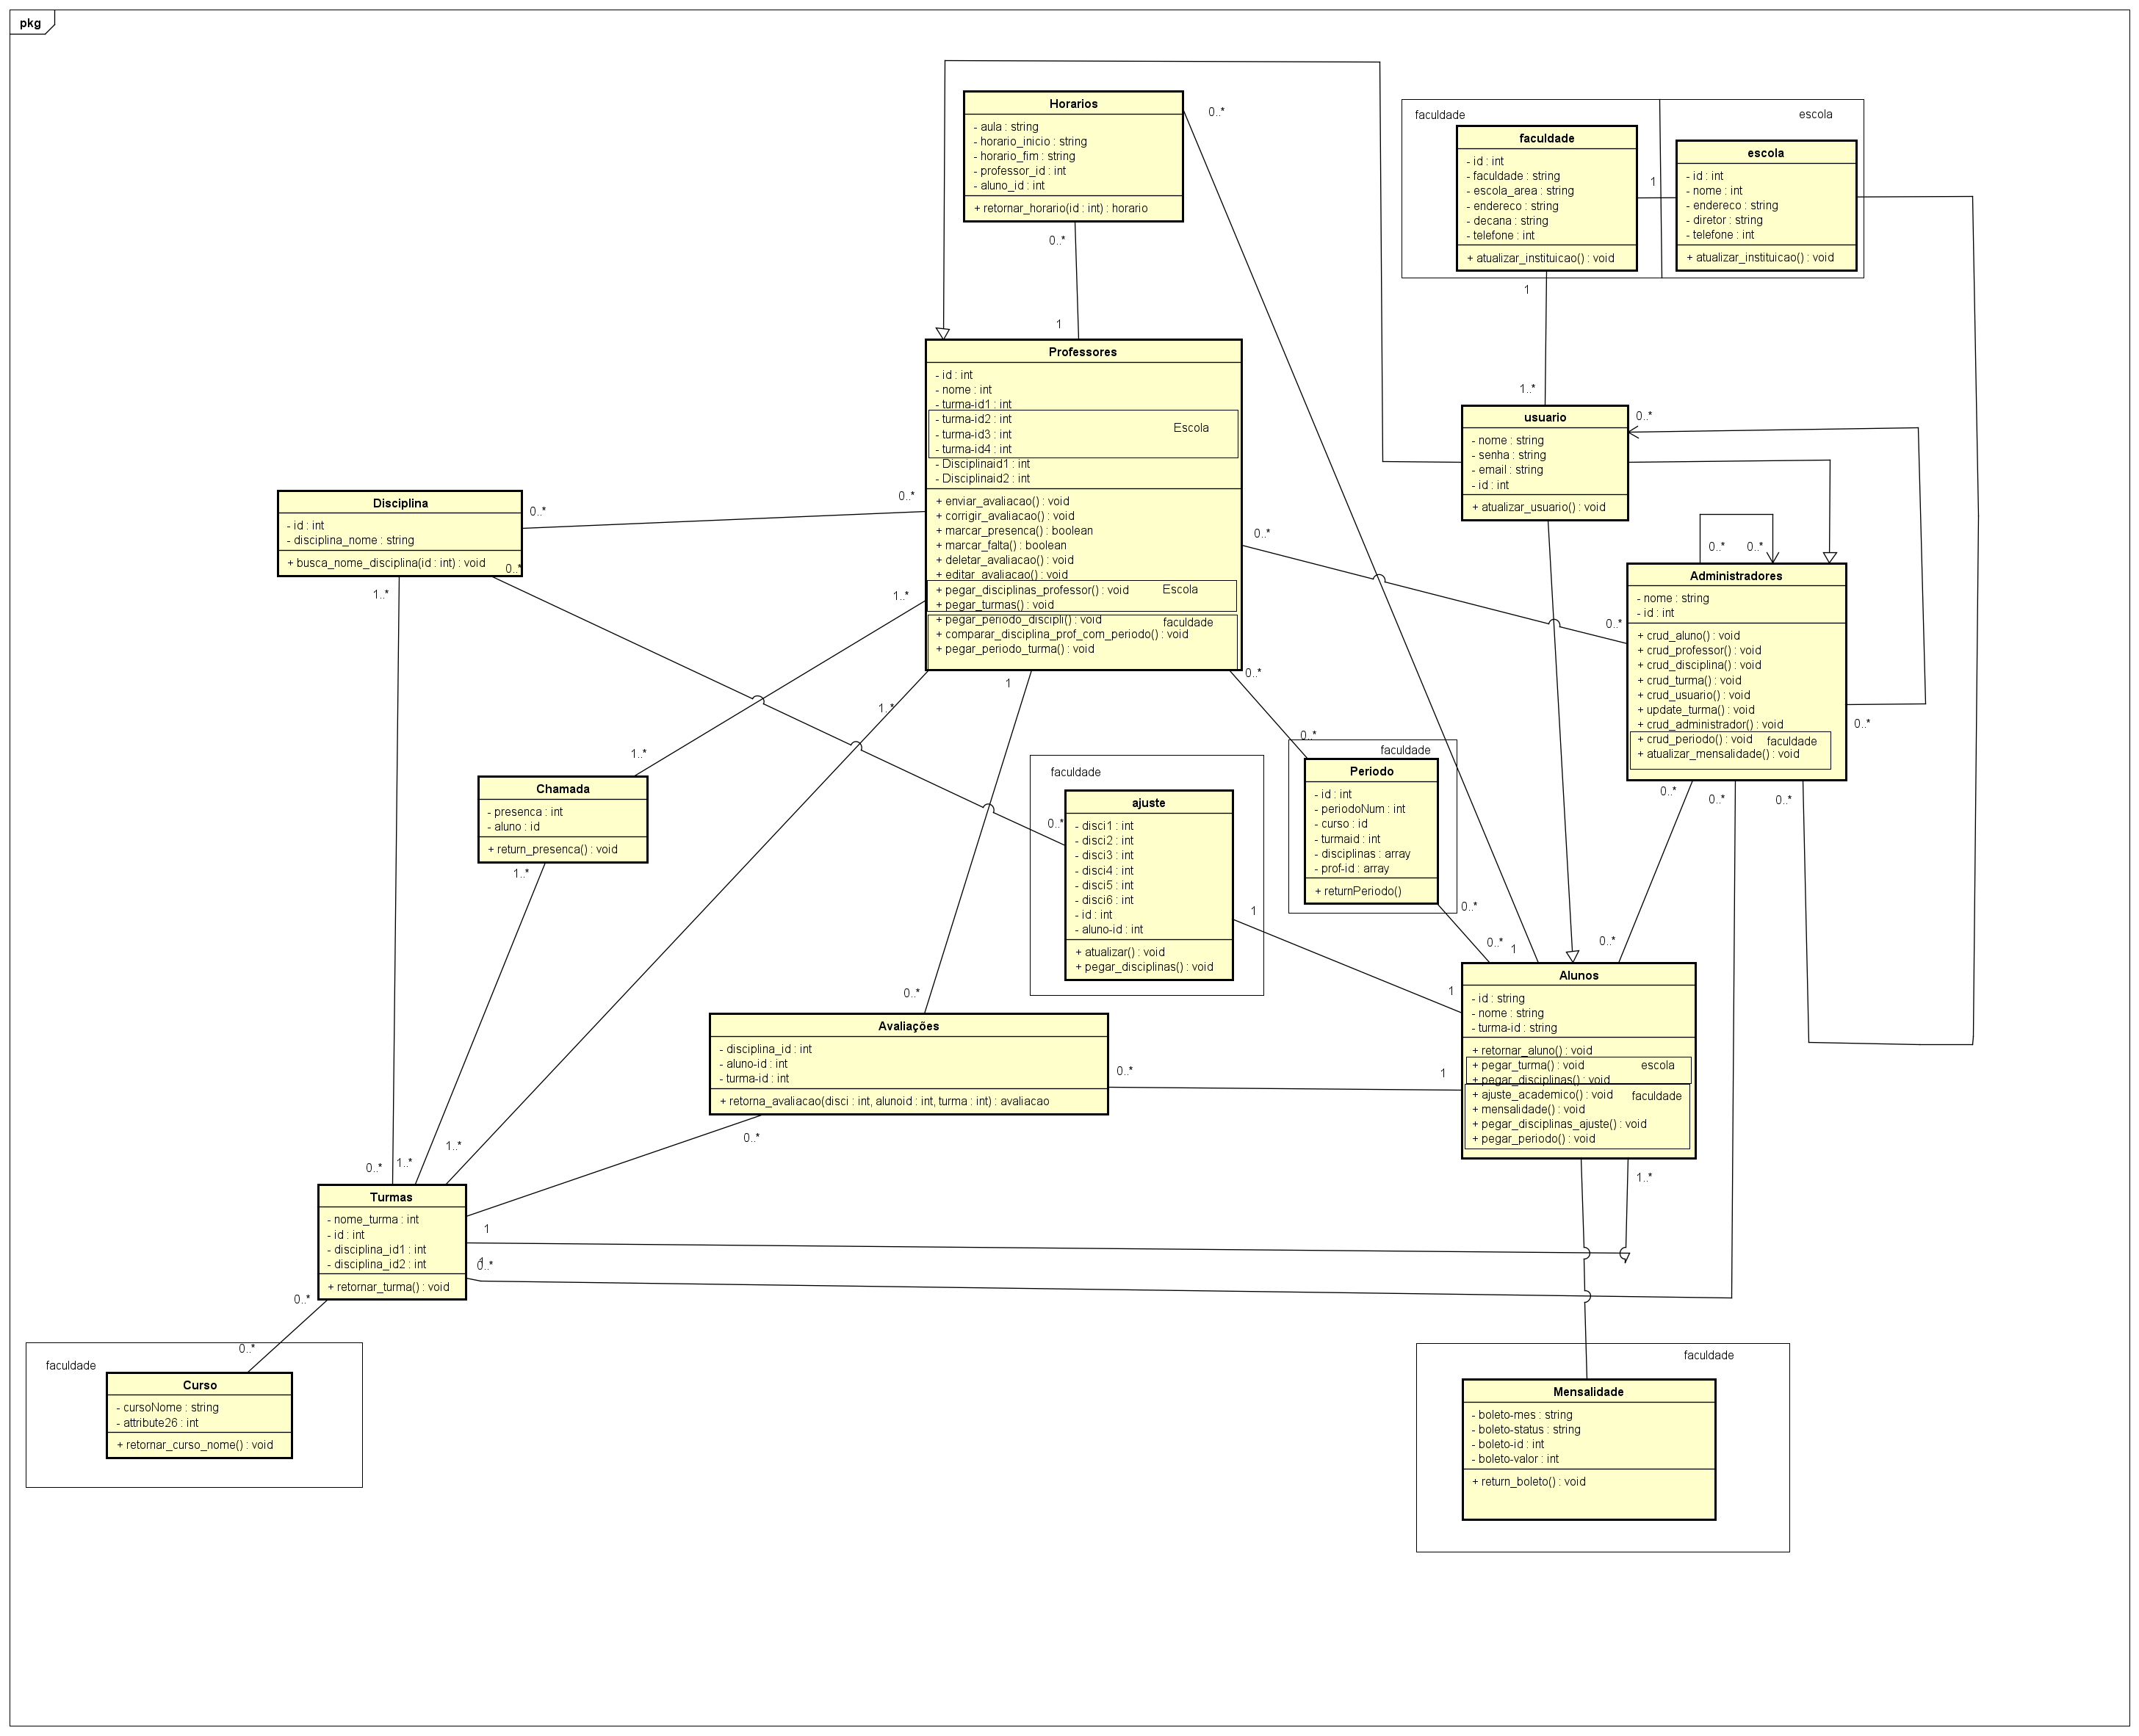 pkg
Horarios
- aula : string
- horario_inicio : string
- horario_fim : string
- professor_id : int
- aluno_id : int
+ retornar_horario(id : int) : horario
0..*
0..*
1
faculdade
escola
faculdade
- id : int
- faculdade : string
- escola_area : string
- endereco : string
- decana : string
- telefone : int
+ atualizar_instituicao() : void
1
1
escola
- id : int
- nome : int
- endereco : string
- diretor : string
- telefone : int
+ atualizar_instituicao() : void
Professores
- id : int
- nome : int
- turma-id1 : int
- turma-id2 : int
- turma-id3 : int
- turma-id4 : int
Escola
- Disciplinaid1 : int
- Disciplinaid2 : int
+ enviar_avaliacao() : void
+ corrigir_avaliacao() : void
+ marcar_presenca() : boolean
+ marcar_falta() : boolean
+ deletar_avaliacao() : void
+ editar_avaliacao() : void
+ pegar_disciplinas_professor() : void
Escola
+ pegar_turmas() : void
+ pegar_periodo_discipli() : void
faculdade
+ comparar_disciplina_prof_com_periodo() : void
+ pegar_periodo_turma() : void
0..*
1..*
1..*
1
0..*
0..*
1..*
usuario
- nome : string
- senha : string
- email : string
- id : int
+ atualizar_usuario() : void
0..*
Disciplina
- id : int
- disciplina_nome : string
+ busca_nome_disciplina(id : int) : void
0..*
0..*
1..*
0..*
0..*
0..*
Administradores
- nome : string
- id : int
+ crud_aluno() : void
+ crud_professor() : void
+ crud_disciplina() : void
+ crud_turma() : void
+ crud_usuario() : void
+ update_turma() : void
+ crud_administrador() : void
+ crud_periodo() : void
faculdade
+ atualizar_mensalidade() : void
0..*
0..*
0..*
0..*
1..*
Chamada
- presenca : int
- aluno : id
+ return_presenca() : void
1..*
faculdade
ajuste
- disci1 : int
- disci2 : int
- disci3 : int
- disci4 : int
- disci5 : int
- disci6 : int
- id : int
- aluno-id : int
+ atualizar() : void
+ pegar_disciplinas() : void
0..*
1
0..*
faculdade
Periodo
- id : int
- periodoNum : int
- curso : id
- turmaid : int
- disciplinas : array
- prof-id : array
+ returnPeriodo()
0..*
0..*
1
0..*
1
Alunos
- id : string
- nome : string
- turma-id : string
+ retornar_aluno() : void
+ pegar_turma() : void
escola
+ pegar_disciplinas() : void
+ ajuste_academico() : void
faculdade
+ mensalidade() : void
+ pegar_disciplinas_ajuste() : void
+ pegar_periodo() : void
1
1..*
0..*
Avaliações
- disciplina_id : int
- aluno-id : int
- turma-id : int
+ retorna_avaliacao(disci : int, alunoid : int, turma : int) : avaliacao
0..*
0..*
0..*
1..*
1..*
Turmas
- nome_turma : int
- id : int
- disciplina_id1 : int
- disciplina_id2 : int
+ retornar_turma() : void
1
0..*
0..*
0..*
faculdade
Curso
- cursoNome : string
- attribute26 : int
+ retornar_curso_nome() : void
faculdade
Mensalidade
- boleto-mes : string
- boleto-status : string
- boleto-id : int
- boleto-valor : int
+ return_boleto() : void